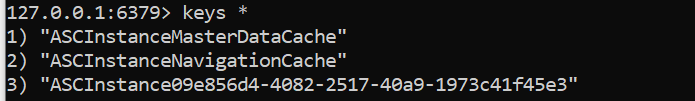 127.0.0.1:6379> keys *
1) "ASCInstanceMasterDataCache"
2) "ASCInstanceNavigationCache"
3) "ASCInstance09e856d4-4082-2517-40a9-1973c41f45e3"